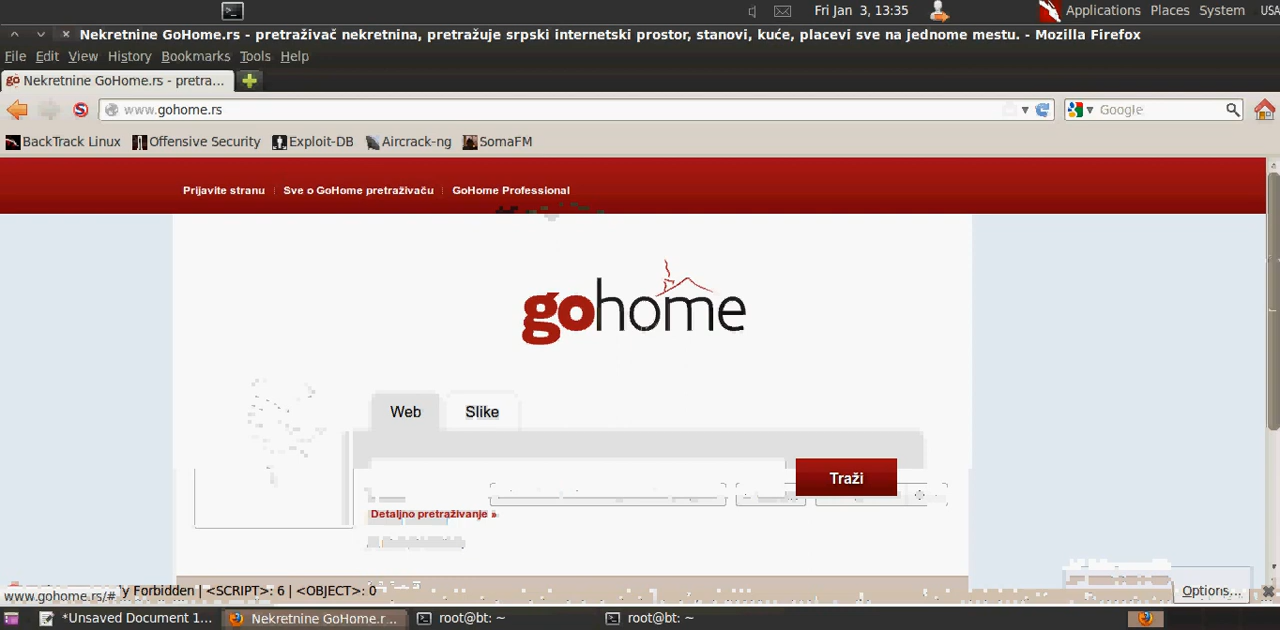 Fri Jan 3, 13:35
Applications Places System USA
Nekretnine GoHome.rs - pretraživač nekretnina, pretražuje srpski internetski prostor, stanovi, kuće, placevi sve na jednome mestu. - Mozilla Firefox
File Edit View History Bookmarks Tools Help
go Nekretnine GoHome.rs - pretra...
www.gohome.rs
Google
BackTrack Linux Offensive Security Exploit-DB Aircrack-ng SomaFM
Prijavite stranu Sve o GoHome pretraživaču GoHome Professional
gohome
Web Slike
Traži
Detaljno pretraživanje »
y Forbidden | <SCRIPT>: 6 | <OBJECT>: 0
Options...
www.gohome.rs/#
*Unsaved Document 1... Nekretnine GoHome.r... root@bt: ~ root@bt: ~